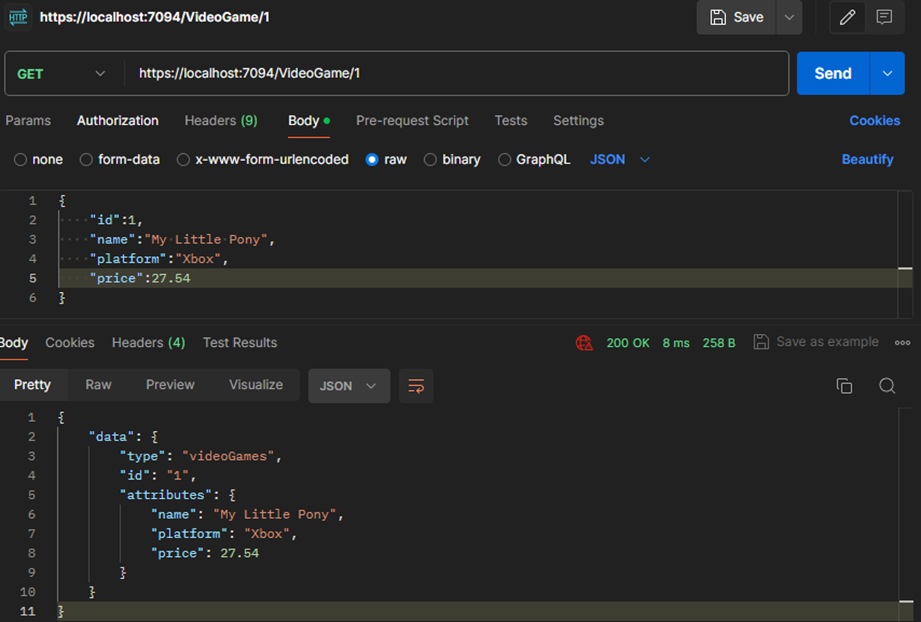 HTTP https://localhost:7094/VideoGame/1 Save
GET https://localhost:7094/VideoGame/1 Send
Params Authorization Headers (9) Body Pre-request Script Tests Settings Cookies
none form-data x-www-form-urlencoded raw binary GraphQL JSON Beautify
1 {
2 "id":1,
3 "name":"My Little Pony",
4 "platform":"Xbox",
5 "price":27.54
6 }
Body Cookies Headers (4) Test Results 200 OK 8 ms 258 B Save as example
Pretty Raw Preview Visualize JSON
1 {
2 "data": {
3 "type": "videoGames",
4 "id": "1",
5 "attributes": {
6 "name": "My Little Pony",
7 "platform": "Xbox",
8 "price": 27.54
9 }
10 }
11 }